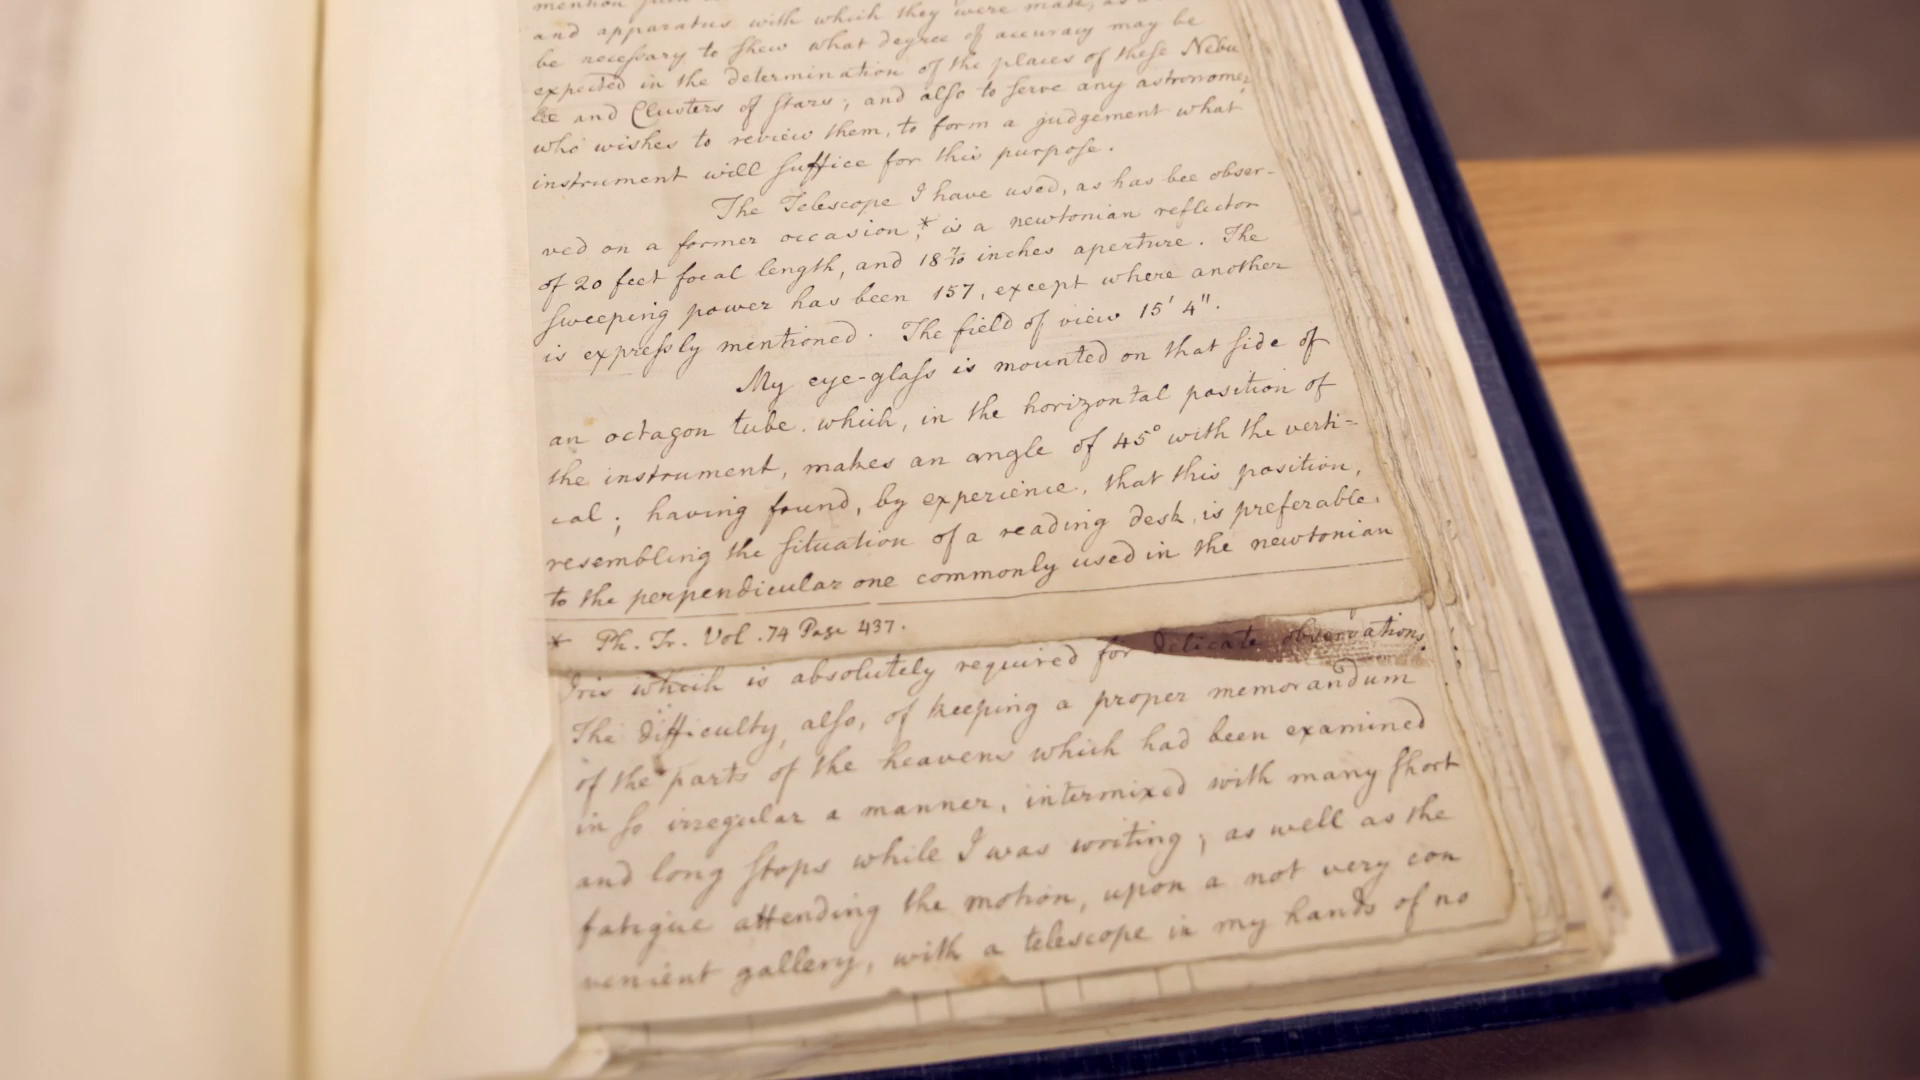 and apparatus with which they were made, as
be necessary to shew what degree of accuracy may be
expected in the determination of the places of these Nebu
læ and Clusters of Stars; and also to serve any astronomer,
who wishes to review them, to form a judgement what
instrument will suffice for this purpose.
The Telescope I have used, as has bee obser-
ved on a former occasion,* is a newtonian reflector
of 20 feet focal length, and 18 7/10 inches aperture. The
sweeping power has been 157, except where another
is expressly mentioned. The field of view 15' 4".
My eye-glass is mounted on that side of
an octagon tube. which, in the horizontal position of
the instrument, makes an angle of 45° with the verti-
cal; having found, by experience, that this position,
resembling the situation of a reading desk, is preferable,
to the perpendicular one commonly used in the newtonian
* Ph. Tr. Vol. 74 Page 437.
Iris which is absolutely required for delicate observations.
The difficulty, also, of keeping a proper memorandum
of the parts of the heavens which had been examined
in so irregular a manner, intermixed with many short
and long stops while I was writing; as well as the
fatigue attending the motion, upon a not very con
venient gallery, with a telescope in my hands of no